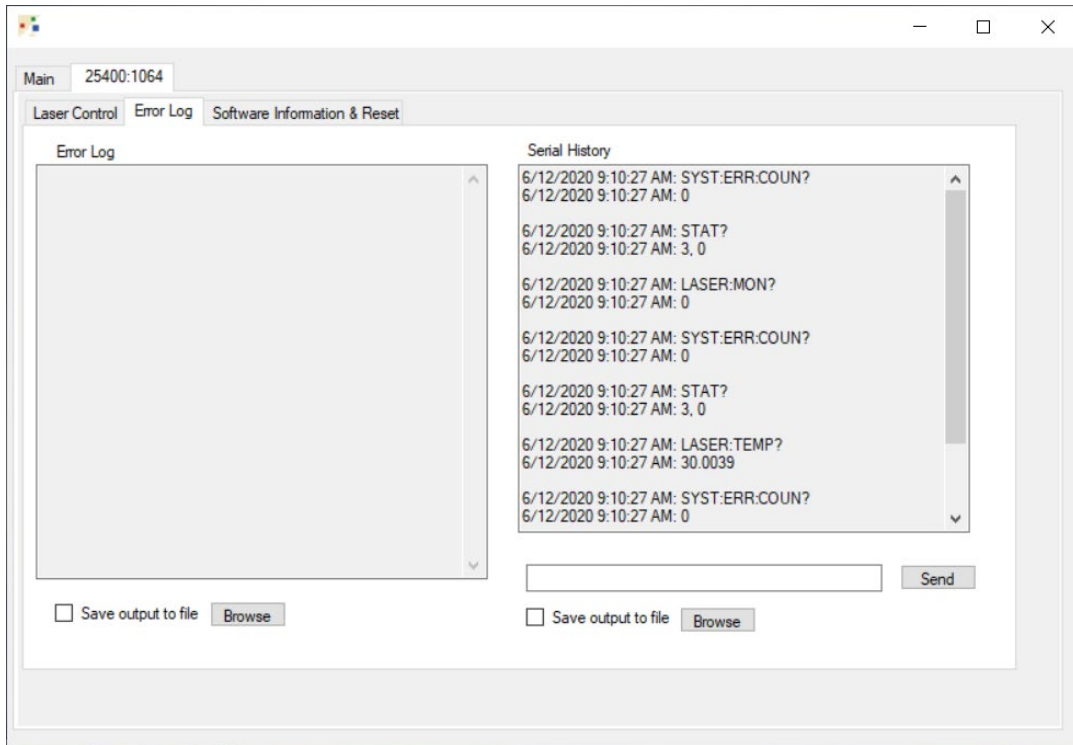 Main
25400:1064
Laser Control
Error Log
Software Information & Reset
Error Log
Serial History
6/12/2020 9:10:27 AM: SYST:ERR:COUN?
6/12/2020 9:10:27 AM: 0
6/12/2020 9:10:27 AM: STAT?
6/12/2020 9:10:27 AM: 3, 0
6/12/2020 9:10:27 AM: LASER:MON?
6/12/2020 9:10:27 AM: 0
6/12/2020 9:10:27 AM: SYST:ERR:COUN?
6/12/2020 9:10:27 AM: 0
6/12/2020 9:10:27 AM: STAT?
6/12/2020 9:10:27 AM: 3, 0
6/12/2020 9:10:27 AM: LASER:TEMP?
6/12/2020 9:10:27 AM: 30.0039
6/12/2020 9:10:27 AM: SYST:ERR:COUN?
6/12/2020 9:10:27 AM: 0
Send
Save output to file
Browse
Save output to file
Browse